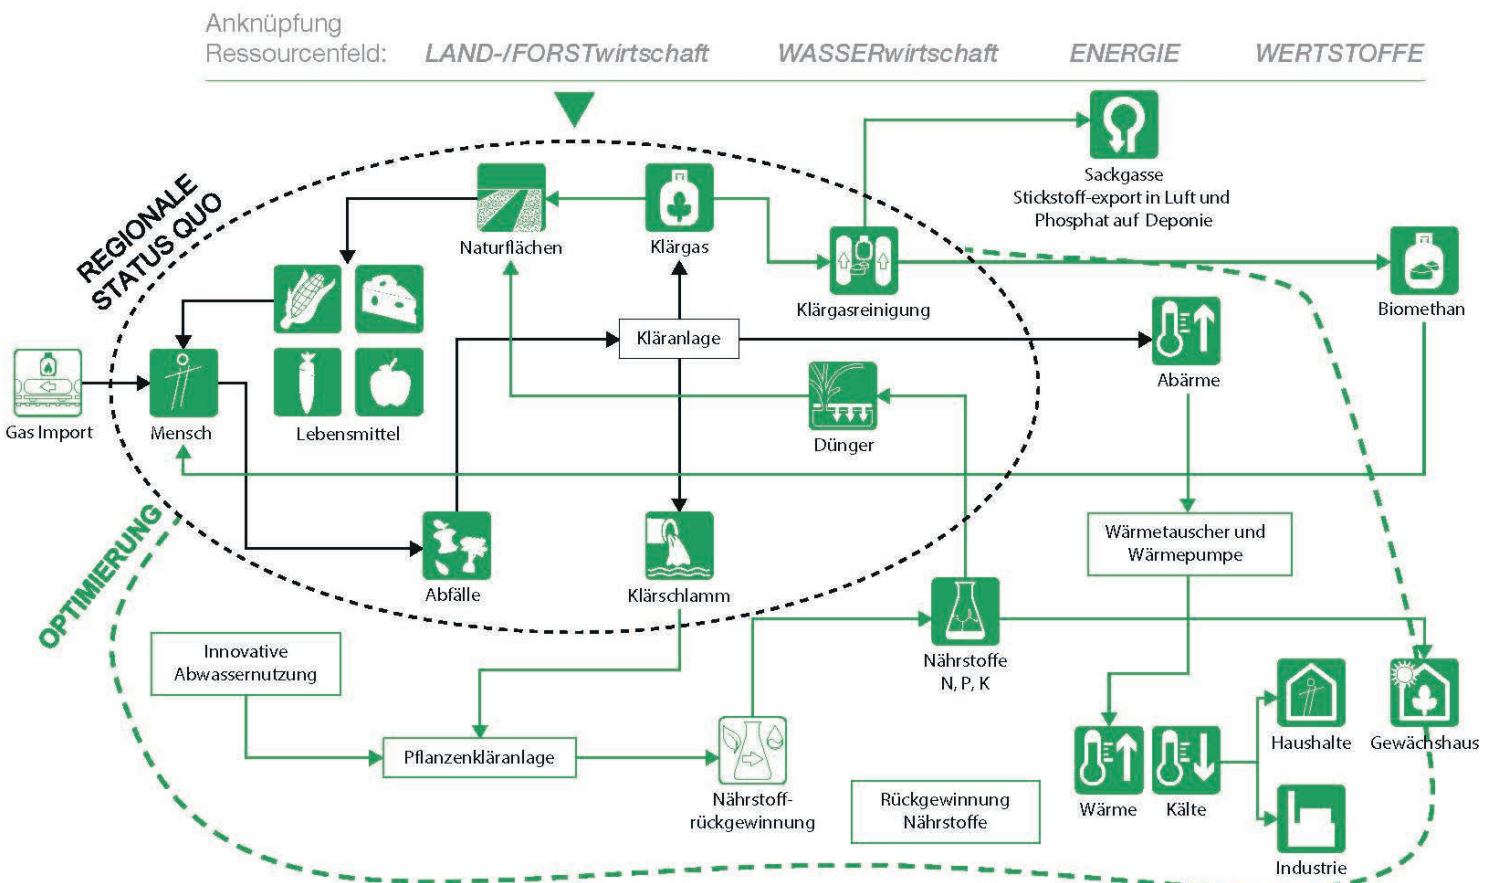 Anknüpfung
Ressourcenfeld: LAND-/FORSTwirtschaft WASSERwirtschaft ENERGIE WERTSTOFFE
REGIONALE
STATUS QUO
Sackgasse
Stickstoff-export in Luft und
Phosphat auf Deponie
Naturflächen
Klärgas
Klärgasreinigung
Biomethan
Kläranlage
Abärme
Gas Import
Mensch
Lebensmittel
Dünger
OPTIMIERUNG
Wärmetauscher und
Wärmepumpe
Abfälle
Klärschlamm
Innovative
Abwassernutzung
Nährstoffe
N, P, K
Pflanzenkläranlage
Haushalte
Gewächshaus
Nährstoff-
rückgewinnung
Rückgewinnung
Nährstoffe
Wärme
Kälte
Industrie